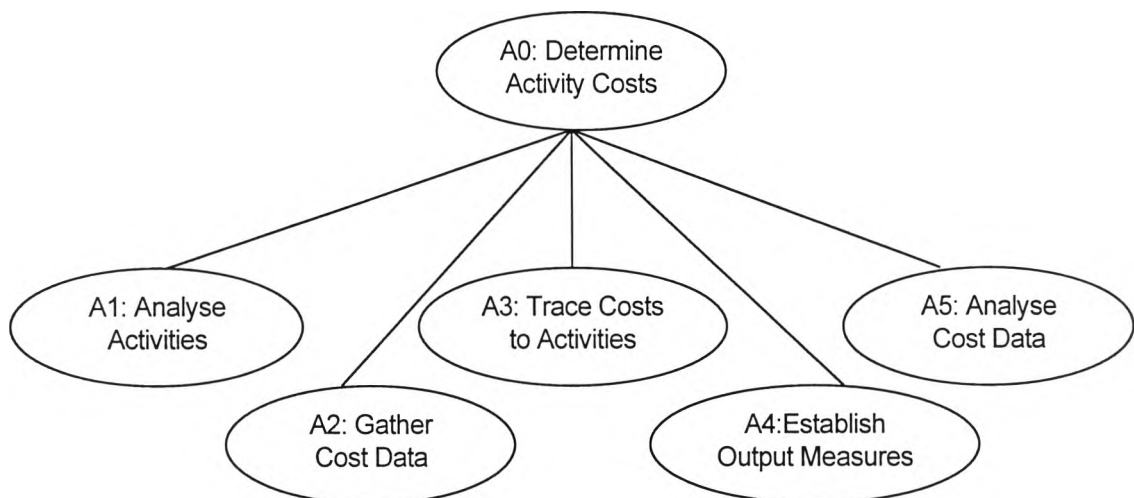 A0: Determine
Activity Costs
A1: Analyse
Activities
A2: Gather
Cost Data
A3: Trace Costs
to Activities
A4:Establish
Output Measures
A5: Analyse
Cost Data